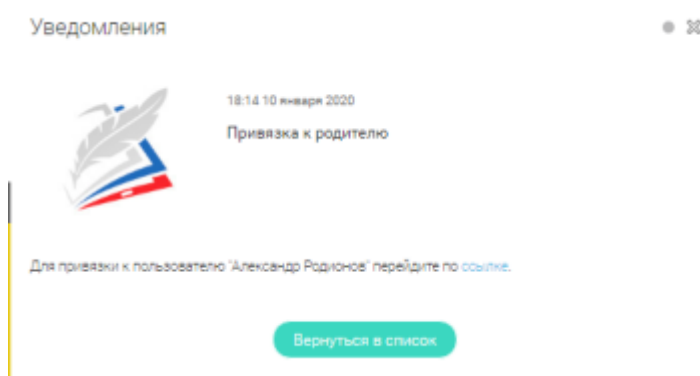 Уведомления
18:14 10 января 2020
Привязка к родителю
Для привязки к пользователю "Александр Родионов" перейдите по ссылке.
Вернуться в список